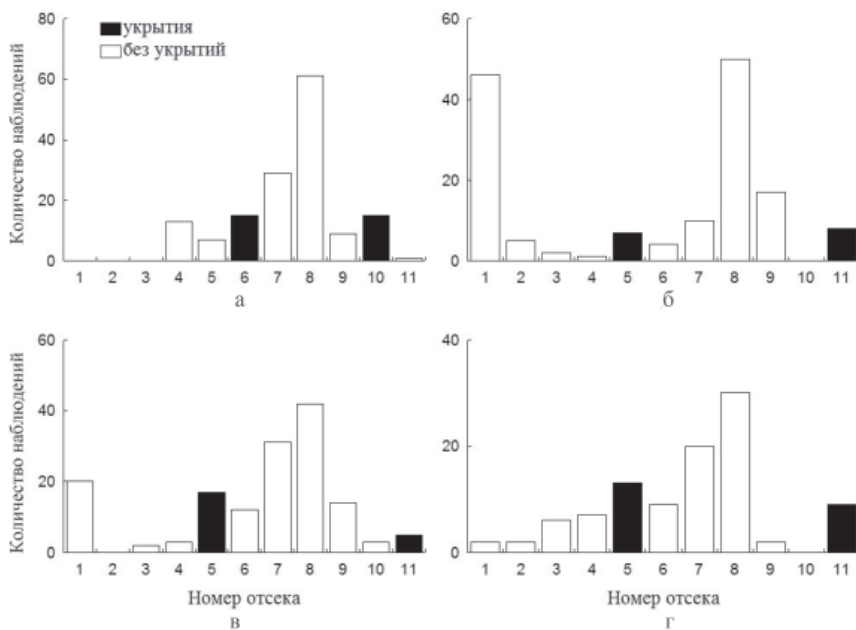 80
60
40
20
0
Количество наблюдений
укрытия
без укрытий
1 2 3 4 5 6 7 8 9 10 11
а
60
40
20
0
1 2 3 4 5 6 7 8 9 10 11
б
60
40
20
0
Количество наблюдений
1 2 3 4 5 6 7 8 9 10 11
Номер отсека
в
40
20
0
1 2 3 4 5 6 7 8 9 10 11
Номер отсека
г